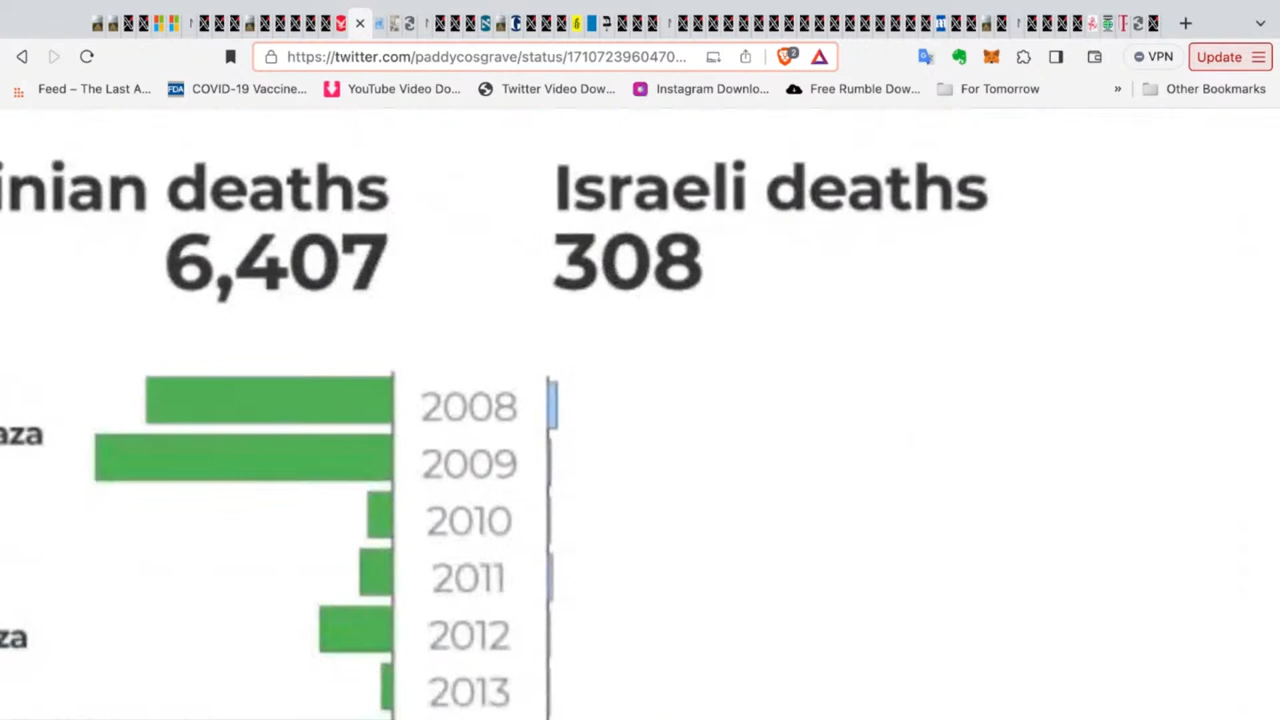 https://twitter.com/paddycosgrave/status/1710723960470...
2
VPN
Update
Feed – The Last A...
FDA
COVID-19 Vaccine...
YouTube Video Do...
Twitter Video Dow...
Instagram Downlo...
Free Rumble Dow...
For Tomorrow
»
Other Bookmarks
inian deaths
6,407
Israeli deaths
308
2008
aza
2009
2010
2011
2012
za
2013